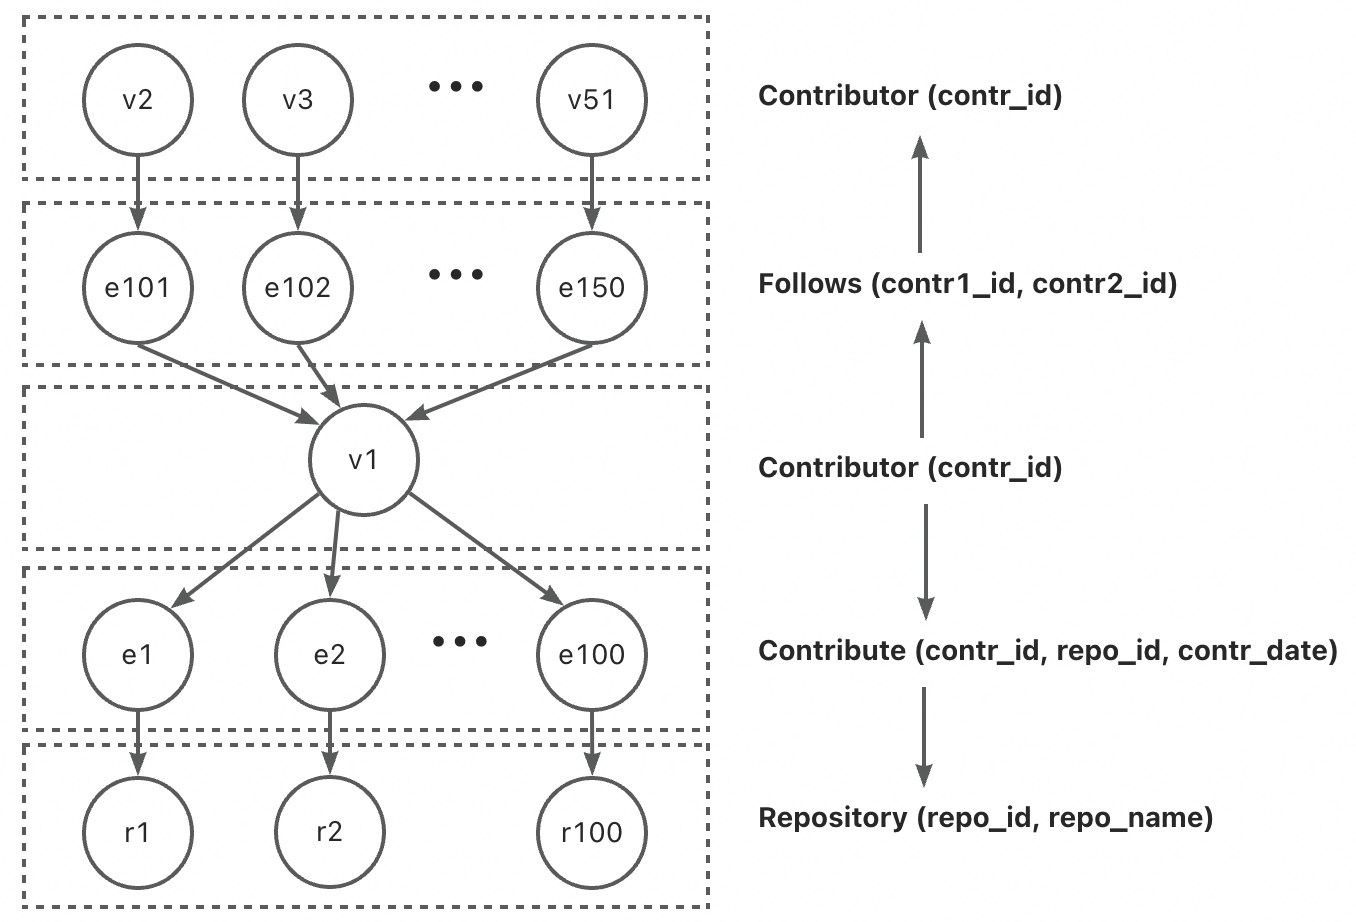 v2 v3 ••• v51 Contributor (contr_id)
e101 e102 ••• e150 Follows (contr1_id, contr2_id)
v1 Contributor (contr_id)
e1 e2 ••• e100 Contribute (contr_id, repo_id, contr_date)
r1 r2 r100 Repository (repo_id, repo_name)